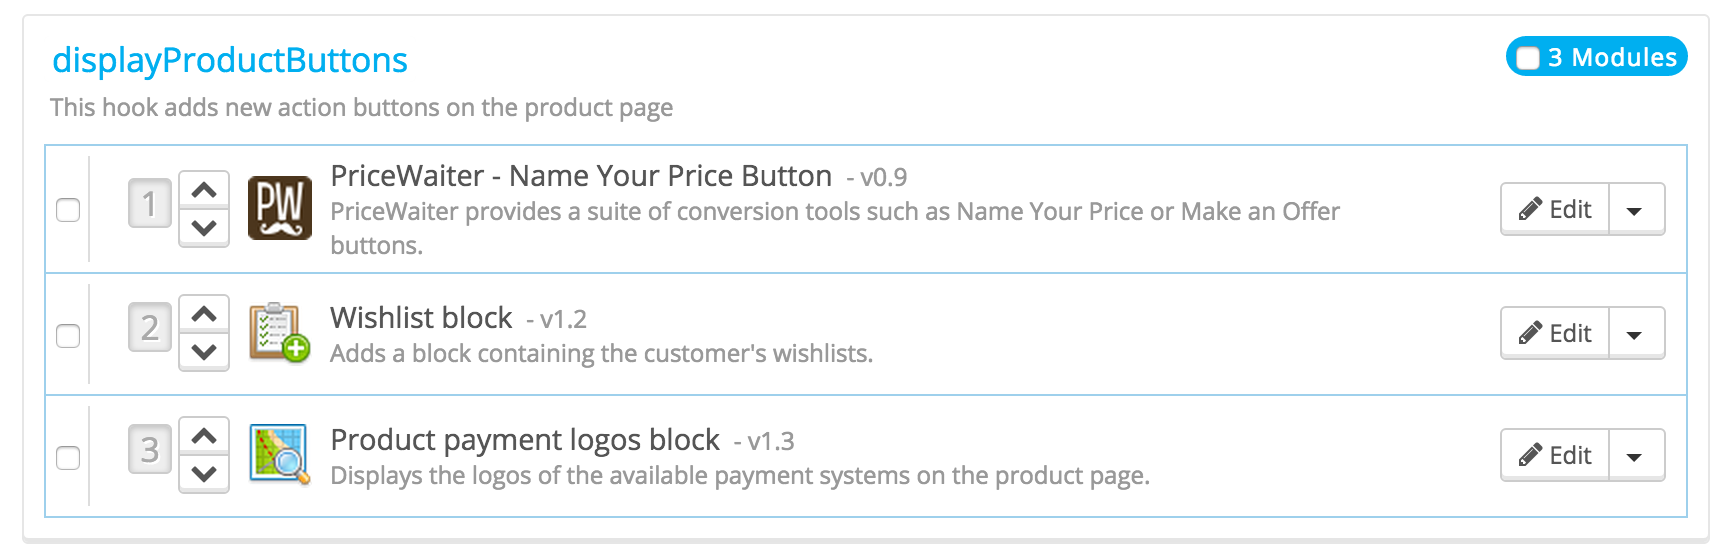 displayProductButtons
3 Modules
This hook adds new action buttons on the product page
1
PW
PriceWaiter - Name Your Price Button - v0.9
PriceWaiter provides a suite of conversion tools such as Name Your Price or Make an Offer
buttons.
Edit
2
Wishlist block - v1.2
Adds a block containing the customer's wishlists.
Edit
3
Product payment logos block - v1.3
Displays the logos of the available payment systems on the product page.
Edit